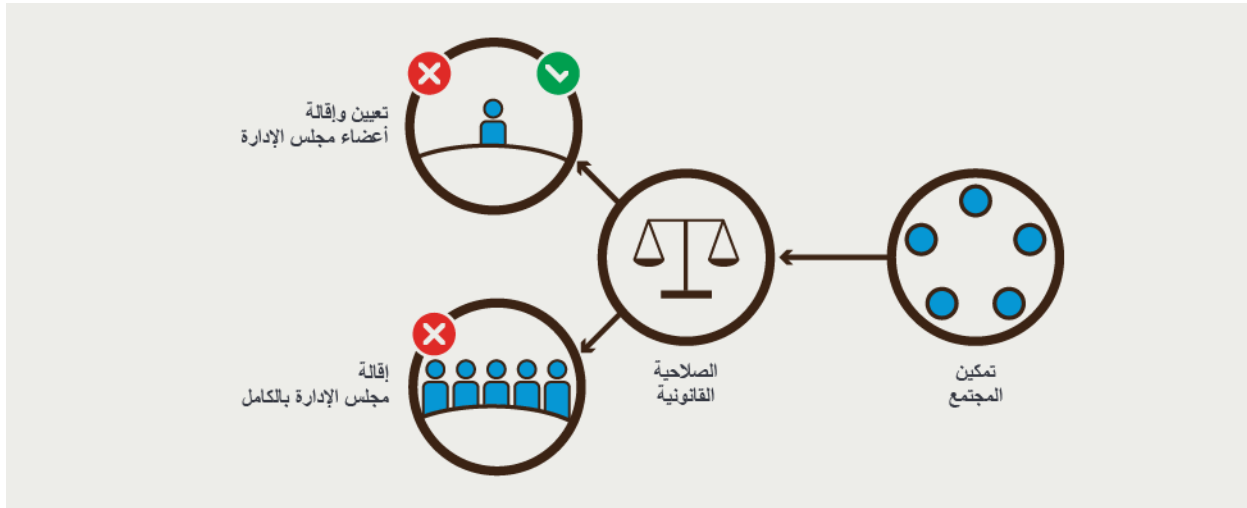 تعيين وإقالة
أعضاء مجلس الإدارة
تمكين
المجتمع
الصلاحية
القانونية
إقالة
مجلس الإدارة بالكامل